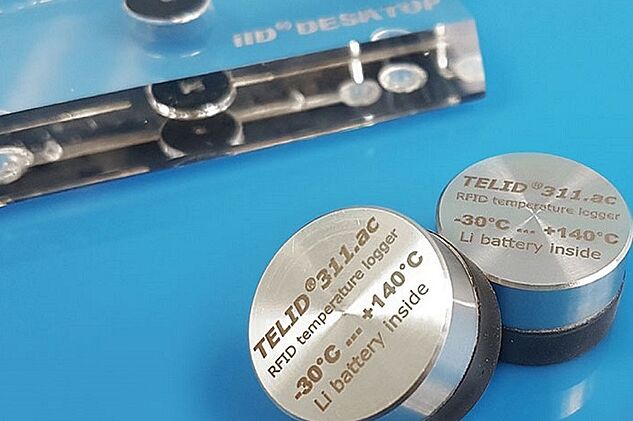 iID® DESKTOP
TELID®311.ac
RFID temperature logger
-30°C ... +140°C
Li battery inside
TELID®311.ac
RFID temperature logger
-30°C ... +140°C
Li battery inside